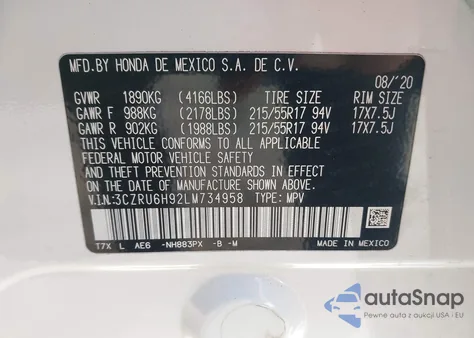 MFD.BY HONDA DE MEXICO S.A. DE C.V.
08/'20
GVWR 1890KG (4166LBS) TIRE SIZE RIM SIZE
GAWR F 988KG (2178LBS) 215/55R17 94V 17X7.5J
GAWR R 902KG (1988LBS) 215/55R17 94V 17X7.5J
THIS VEHICLE CONFORMS TO ALL APPLICABLE
FEDERAL MOTOR VEHICLE SAFETY
AND THEFT PREVENTION STANDARDS IN EFFECT
ON THE DATE OF MANUFACTURE SHOWN ABOVE.
V.I.N:3CZRU6H92LM734958 TYPE: MPV
T7X L AE6 -NH883PX -B -M
MADE IN MEXICO
autoSnap
Pewne auta z USA i EU